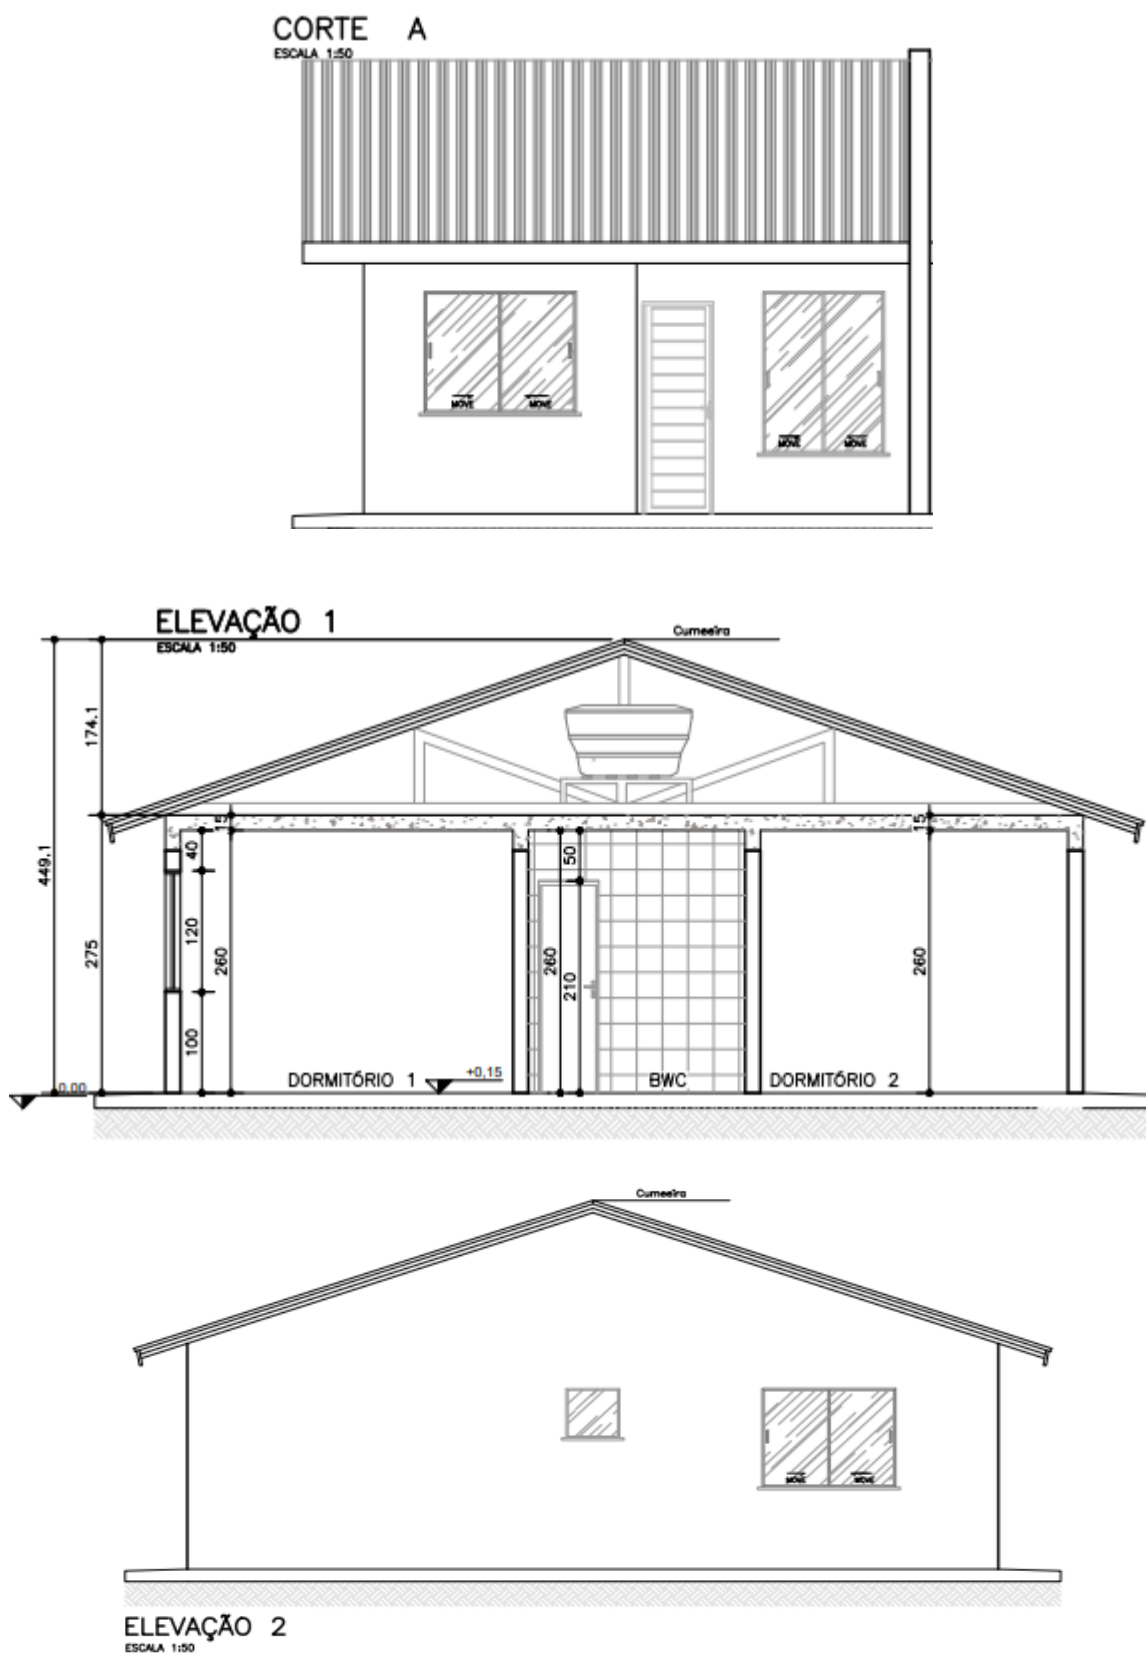 CORTE A
ESCALA 1:50
MOVE MOVE
MOVE MOVE
ELEVAÇÃO 1
ESCALA 1:50
Cumeeira
174.1
449.1
275
15
40
120
100
260
50
260
210
15
260
0.00
DORMITÓRIO 1
+0,15
BWC
DORMITÓRIO 2
Cumeeira
MOVE MOVE
ELEVAÇÃO 2
ESCALA 1:50